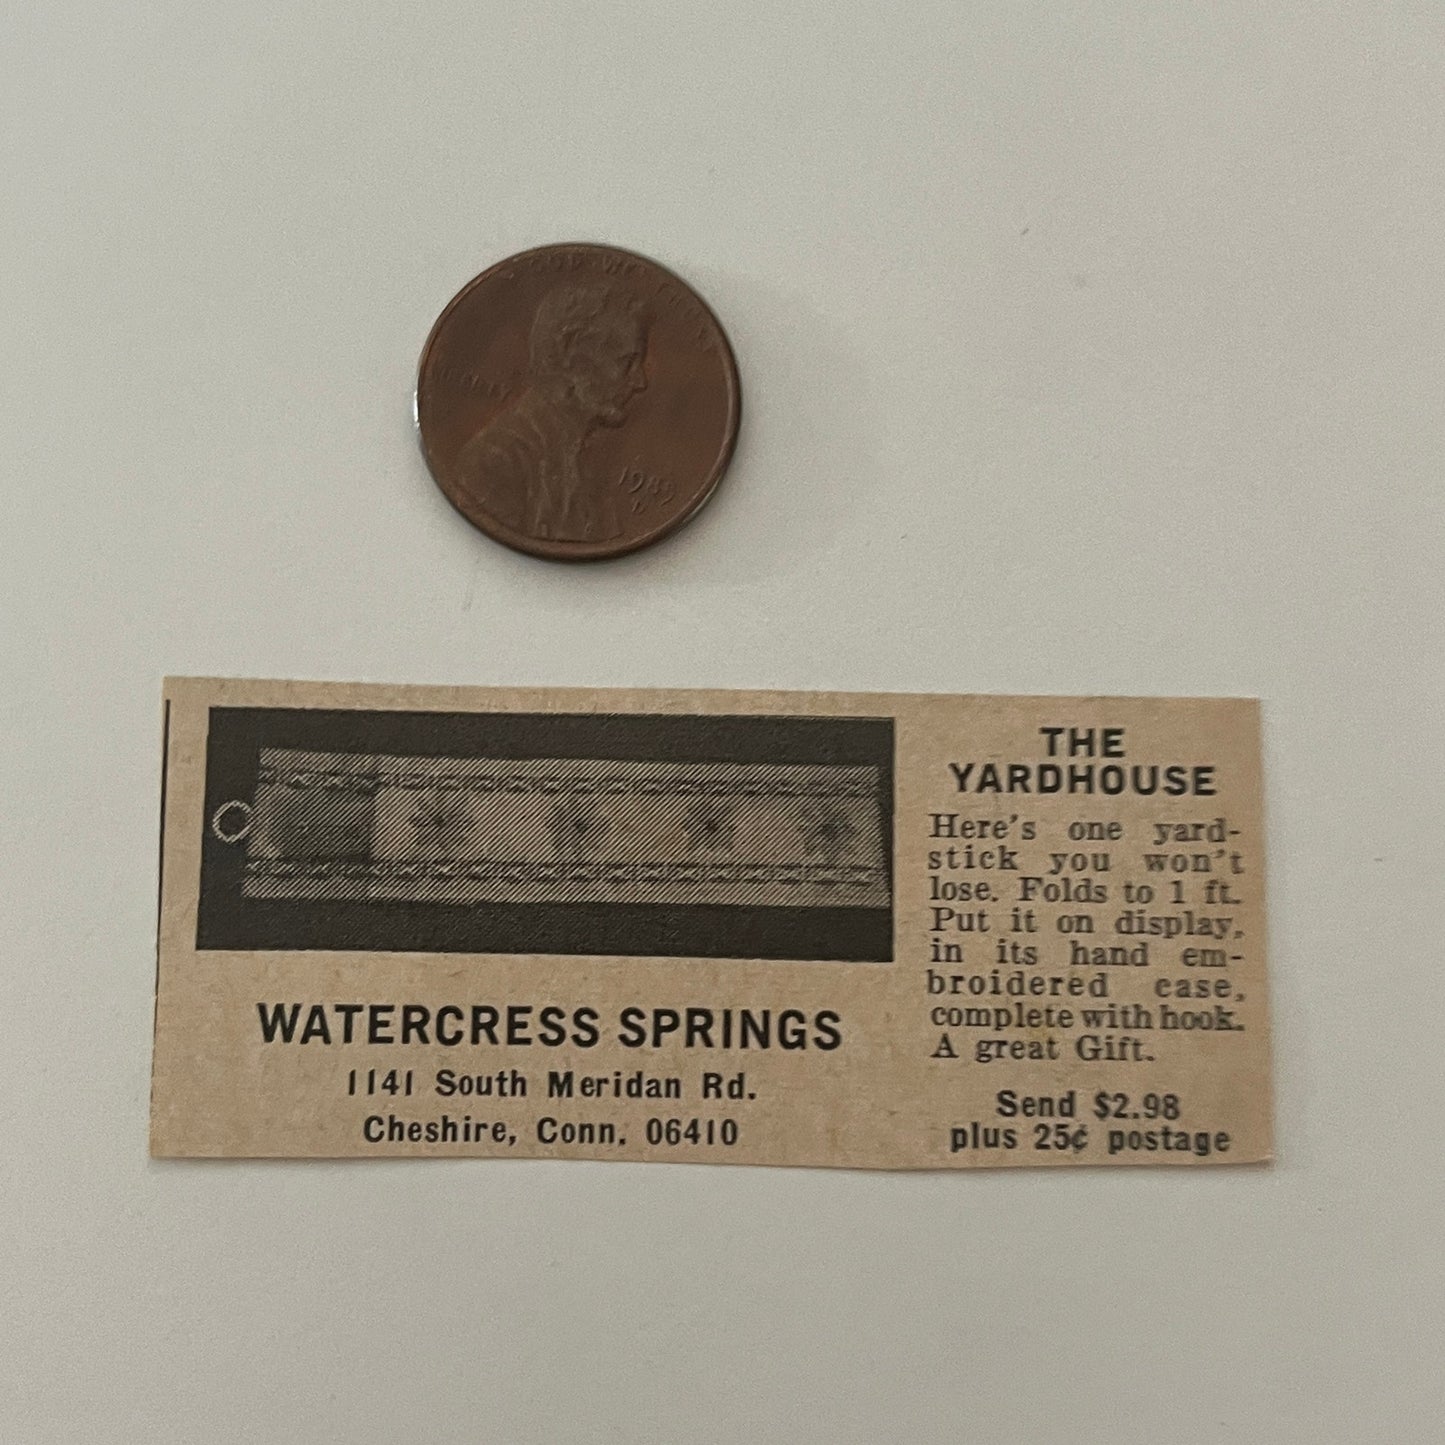 1989
THE
YARDHOUSE
Here's one yard-
stick you won't
lose. Folds to 1 ft.
Put it on display,
in its hand em-
broidered case,
complete with hook.
A great Gift.
Send $2.98
plus 25¢ postage
WATERCRESS SPRINGS
1141 South Meridan Rd.
Cheshire, Conn. 06410